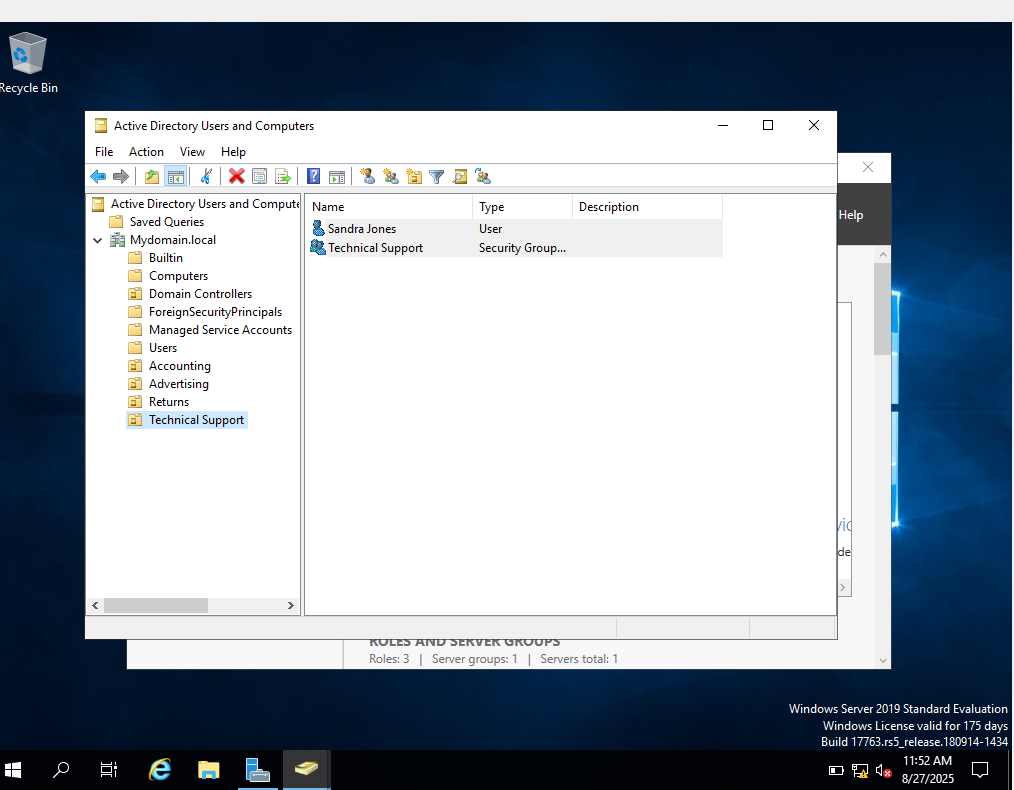 Recycle Bin
Active Directory Users and Computers
File Action View Help
Help
Active Directory Users and Compute
Saved Queries
Mydomain.local
Builtin
Computers
Domain Controllers
ForeignSecurityPrincipals
Managed Service Accounts
Users
Accounting
Advertising
Returns
Technical Support
Name Type Description
Sandra Jones User
Technical Support Security Group...
ROLES AND SERVER GROUPS
Roles: 3 | Server groups: 1 | Servers total: 1
Windows Server 2019 Standard Evaluation
Windows License valid for 175 days
Build 17763.rs5_release.180914-1434
11:52 AM
8/27/2025